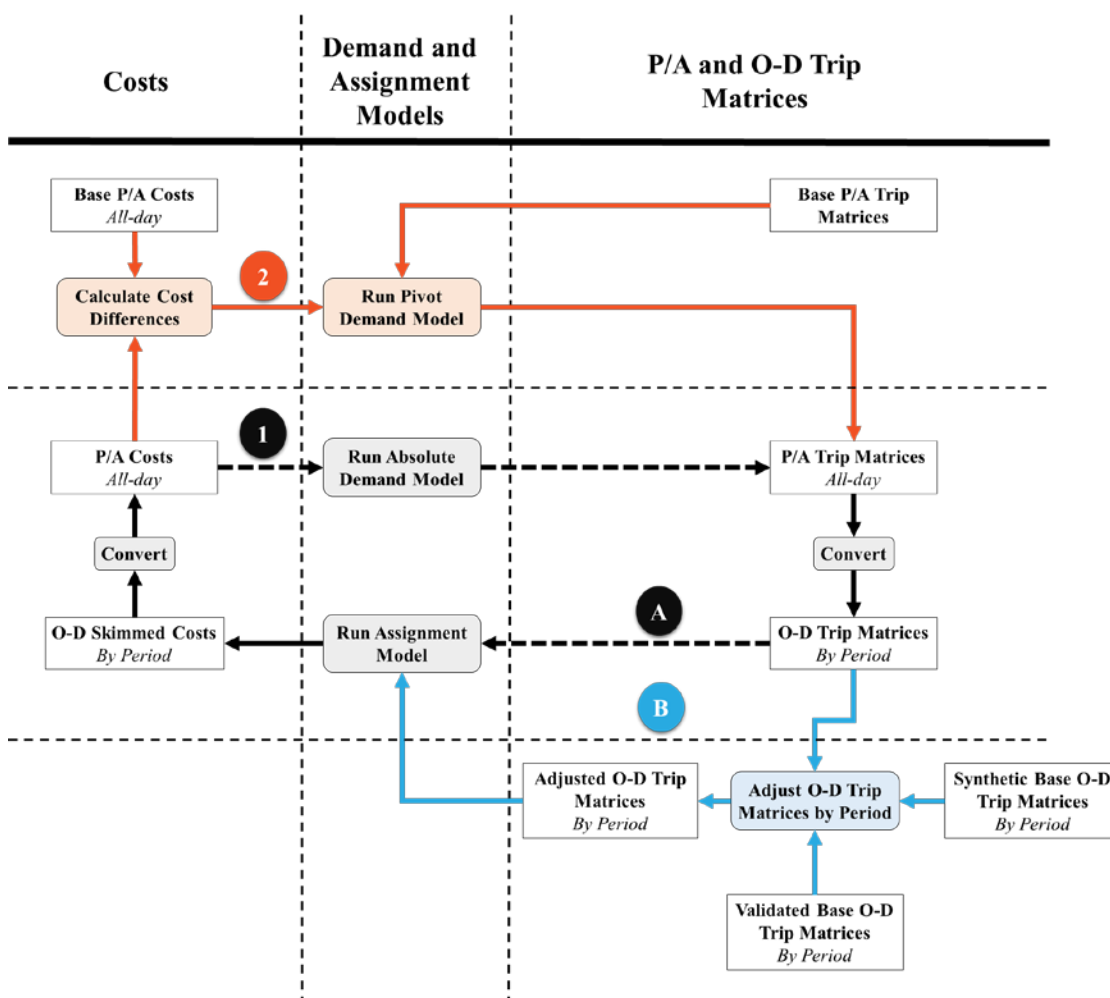 Costs
Demand and
Assignment
Models
P/A and O-D Trip
Matrices
Base P/A Costs
All-day
Base P/A Trip
Matrices
2
Calculate Cost
Differences
Run Pivot
Demand Model
1
P/A Costs
All-day
Run Absolute
Demand Model
P/A Trip Matrices
All-day
Convert
Convert
A
O-D Skimmed Costs
By Period
Run Assignment
Model
O-D Trip Matrices
By Period
B
Adjusted O-D Trip
Matrices
By Period
Adjust O-D Trip
Matrices by Period
Synthetic Base O-D
Trip Matrices
By Period
Validated Base O-D
Trip Matrices
By Period